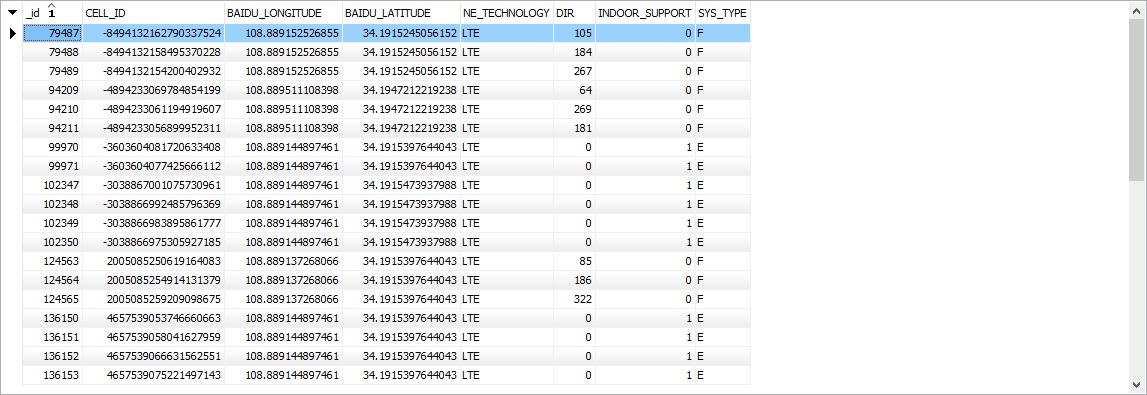 _id 1 CELL_ID BAIDU_LONGITUDE BAIDU_LATITUDE NE_TECHNOLOGY DIR INDOOR_SUPPORT SYS_TYPE
79487 -8494132162790337524 108.889152526855 34.1915245056152 LTE 105 0 F
79488 -8494132158495370228 108.889152526855 34.1915245056152 LTE 184 0 F
79489 -8494132154200402932 108.889152526855 34.1915245056152 LTE 267 0 F
94209 -4894233069784854199 108.889511108398 34.1947212219238 LTE 64 0 F
94210 -4894233061194919607 108.889511108398 34.1947212219238 LTE 269 0 F
94211 -4894233056899952311 108.889511108398 34.1947212219238 LTE 181 0 F
99970 -3603604081720633408 108.889144897461 34.1915397644043 LTE 0 1 E
99971 -3603604077425666112 108.889144897461 34.1915397644043 LTE 0 1 E
102347 -3038867001075730961 108.889144897461 34.1915473937988 LTE 0 1 E
102348 -3038866992485796369 108.889144897461 34.1915473937988 LTE 0 1 E
102349 -3038866983895861777 108.889144897461 34.1915473937988 LTE 0 1 E
102350 -3038866975305927185 108.889144897461 34.1915473937988 LTE 0 1 E
124563 2005085250619164083 108.889137268066 34.1915397644043 LTE 85 0 F
124564 2005085254914131379 108.889137268066 34.1915397644043 LTE 186 0 F
124565 2005085259209098675 108.889137268066 34.1915397644043 LTE 322 0 F
136150 4657539053746660663 108.889144897461 34.1915397644043 LTE 0 1 E
136151 4657539058041627959 108.889144897461 34.1915397644043 LTE 0 1 E
136152 4657539066631562551 108.889144897461 34.1915397644043 LTE 0 1 E
136153 4657539075221497143 108.889144897461 34.1915397644043 LTE 0 1 E